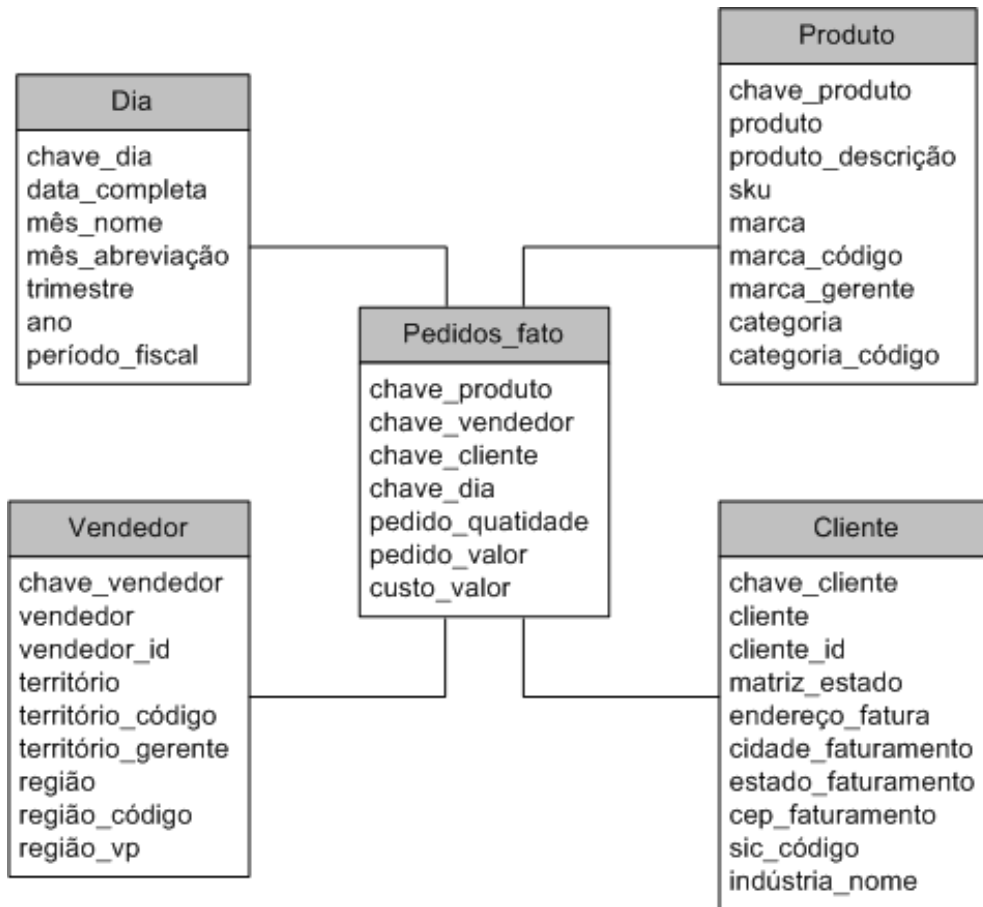 Dia
chave_dia
data_completa
mês_nome
mês_abreviação
trimestre
ano
período_fiscal
Produto
chave_produto
produto
produto_descrição
sku
marca
marca_código
marca_gerente
categoria
categoria_código
Pedidos_fato
chave_produto
chave_vendedor
chave_cliente
chave_dia
pedido_quatidade
pedido_valor
custo_valor
Vendedor
chave_vendedor
vendedor
vendedor_id
território
território_código
território_gerente
região
região_código
região_vp
Cliente
chave_cliente
cliente
cliente_id
matriz_estado
endereço_fatura
cidade_faturamento
estado_faturamento
cep_faturamento
sic_código
indústria_nome